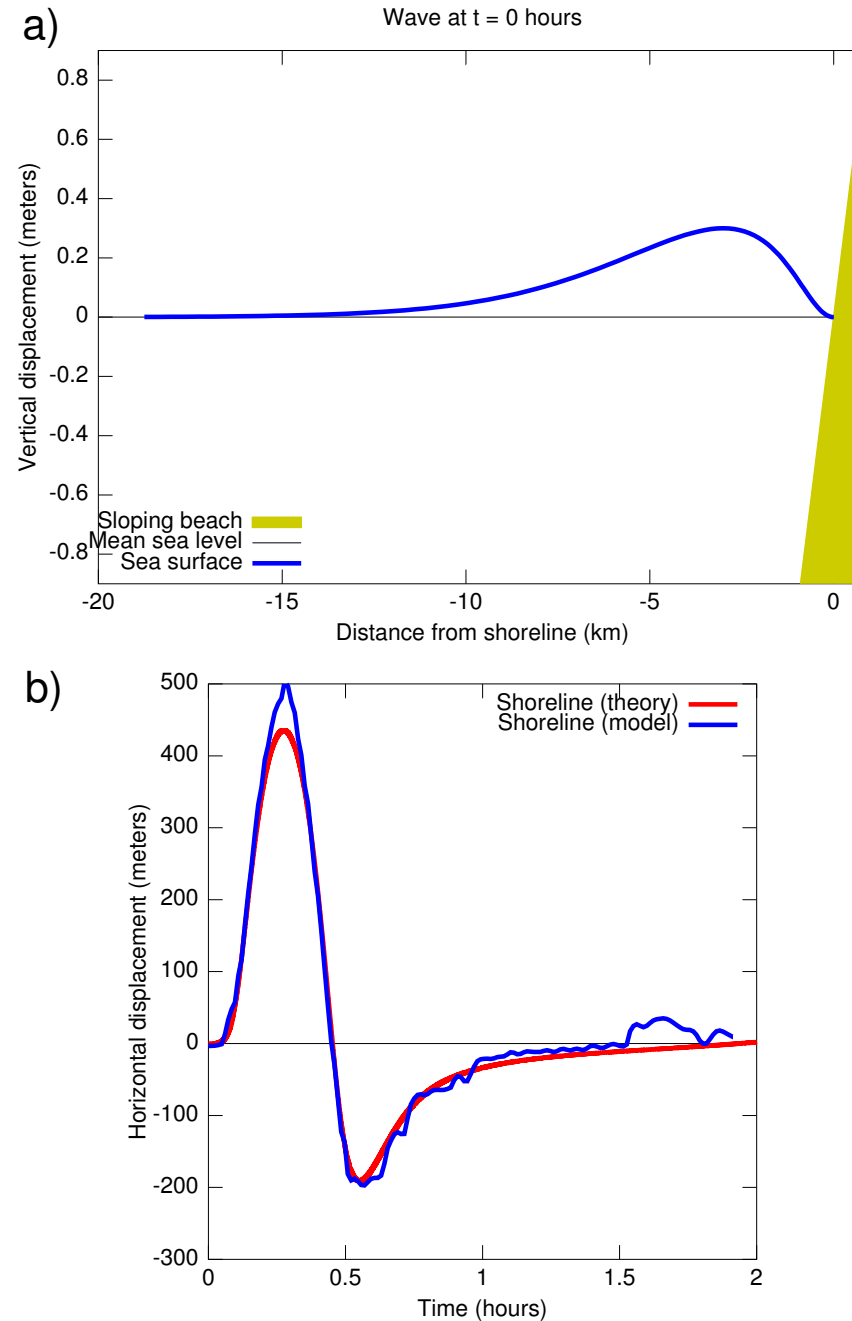 a)
Wave at t = 0 hours
Vertical displacement (meters)
0.8
0.6
0.4
0.2
0
-0.2
-0.4
-0.6
-0.8
Sloping beach
Mean sea level
Sea surface
-20 -15 -10 -5 0
Distance from shoreline (km)
b)
Horizontal displacement (meters)
500
400
300
200
100
0
-100
-200
-300
Shoreline (theory)
Shoreline (model)
0 0.5 1 1.5 2
Time (hours)